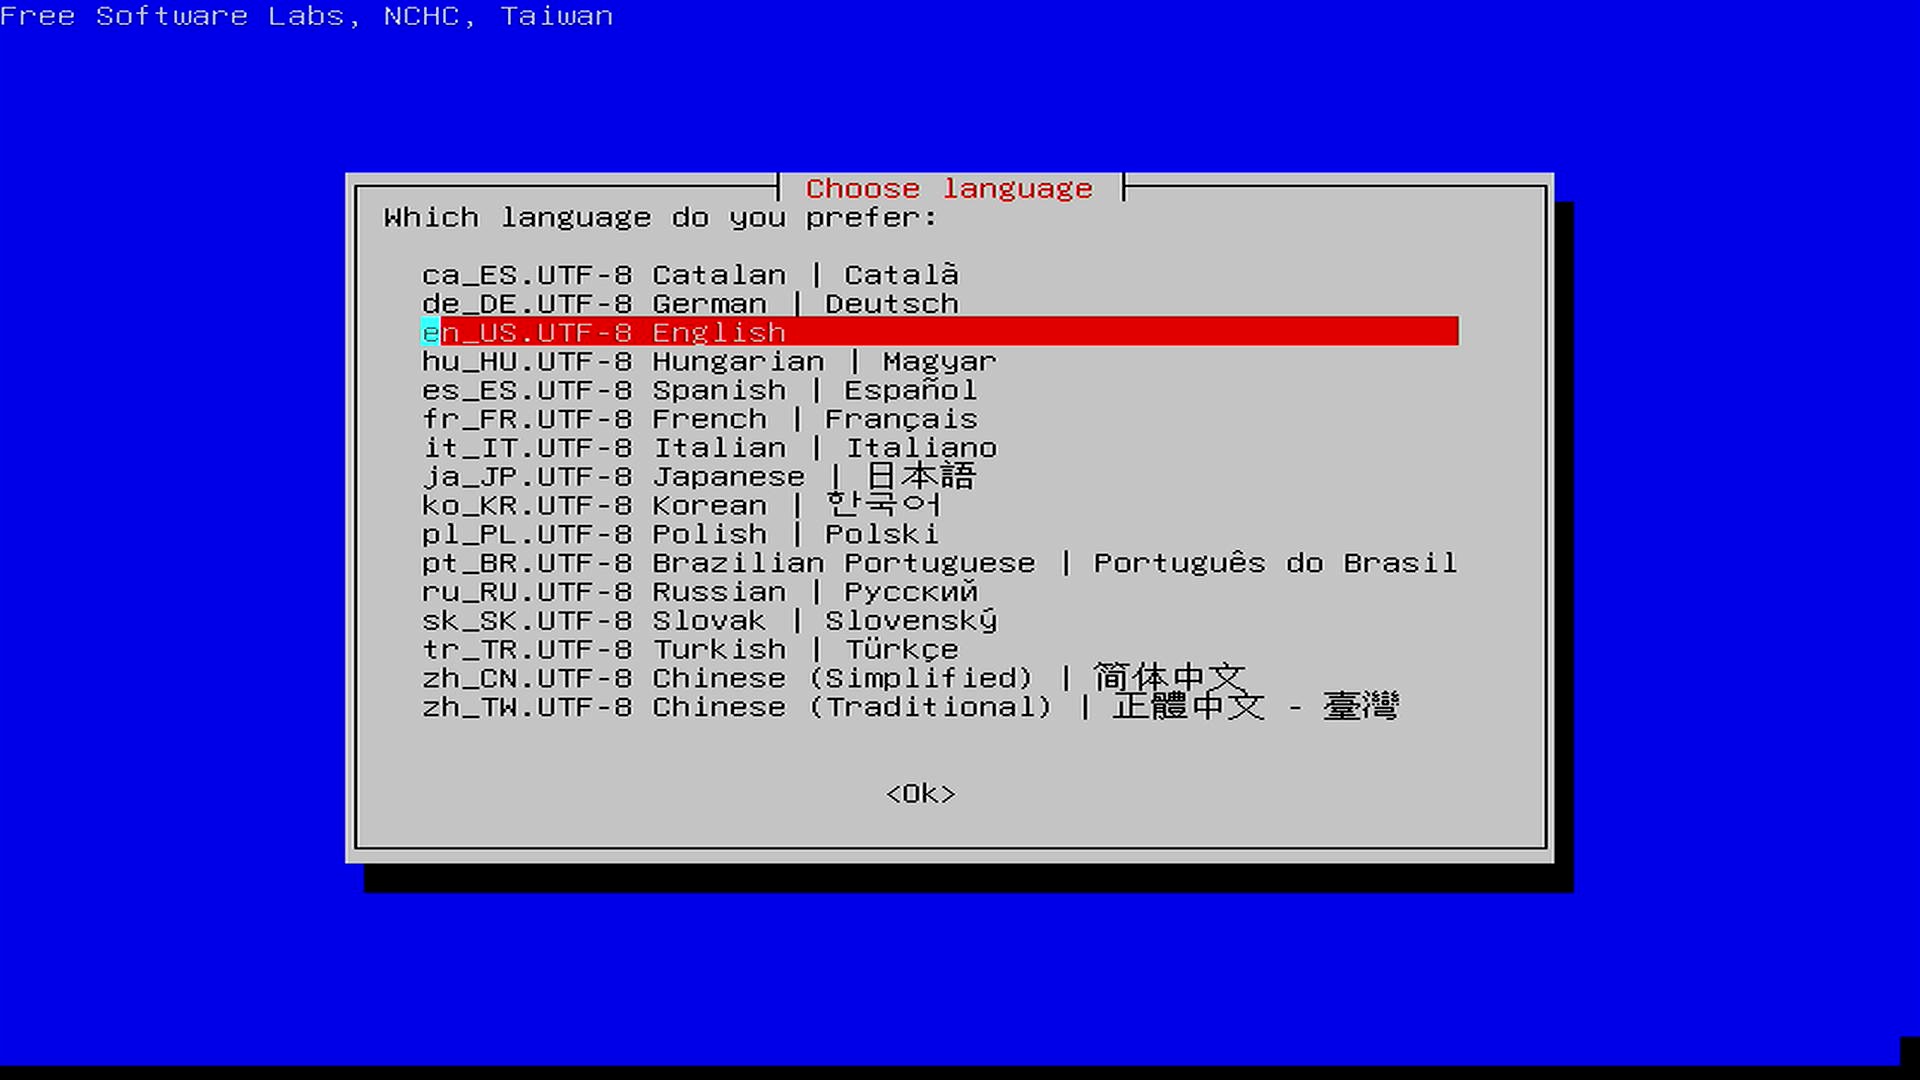 Free Software Labs, NCHC, Taiwan
Choose language
Which language do you prefer:
ca_ES.UTF-8 Catalan | Català
de_DE.UTF-8 German | Deutsch
en_US.UTF-8 English
hu_HU.UTF-8 Hungarian | Magyar
es_ES.UTF-8 Spanish | Español
fr_FR.UTF-8 French | Français
it_IT.UTF-8 Italian | Italiano
ja_JP.UTF-8 Japanese | 日本語
ko_KR.UTF-8 Korean | 한국어
pl_PL.UTF-8 Polish | Polski
pt_BR.UTF-8 Brazilian Portuguese | Português do Brasil
ru_RU.UTF-8 Russian | Русский
sk_SK.UTF-8 Slovak | Slovenský
tr_TR.UTF-8 Turkish | Türkçe
zh_CN.UTF-8 Chinese (Simplified) | 简体中文
zh_TW.UTF-8 Chinese (Traditional) | 正體中文 - 臺灣
<Ok>